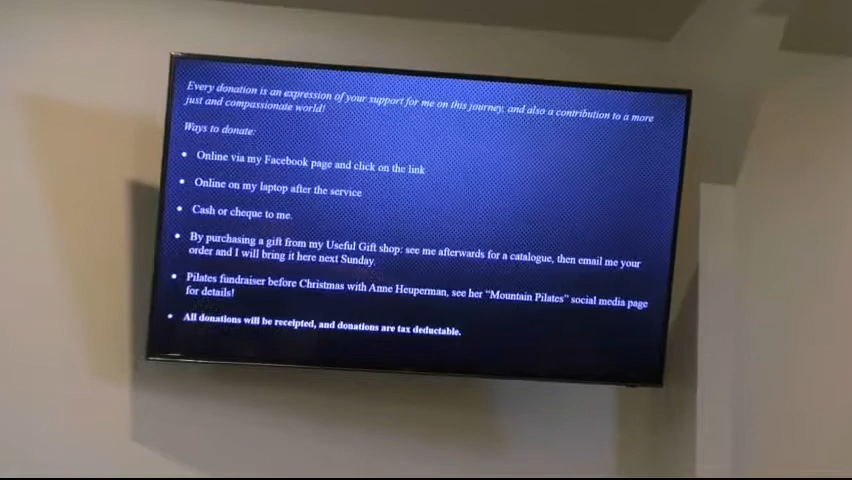 Every donation is an expression of your support for me on this journey, and also a contribution to a more
just and compassionate world!
Ways to donate:
• Online via my Facebook page and click on the link
• Online on my laptop after the service
• Cash or cheque to me.
• By purchasing a gift from my Useful Gift shop: see me afterwards for a catalogue, then email me your
order and I will bring it here next Sunday.
• Pilates fundraiser before Christmas with Anne Heuperman, see her "Mountain Pilates" social media page
for details!
• All donations will be receipted, and donations are tax deductable.